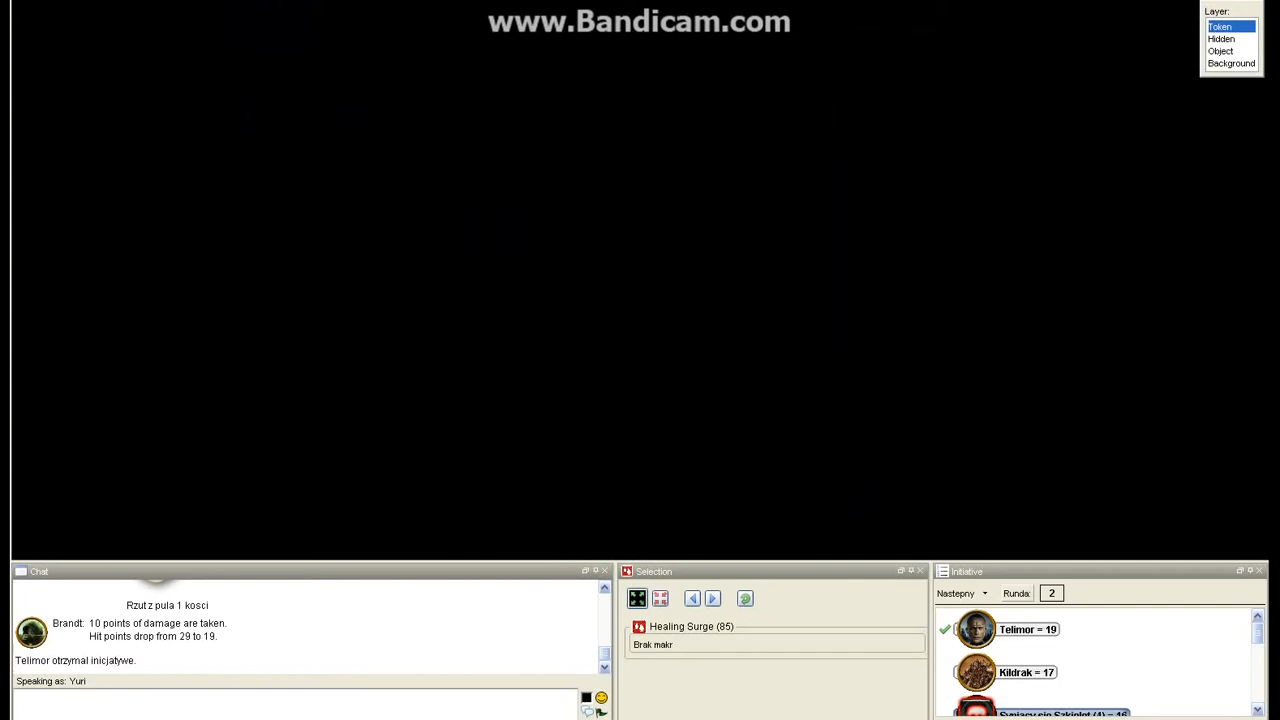 www.Bandicam.com
Layer:
Token
Hidden
Object
Background
Chat
Rzut z pula 1 kosci
Brandt: 10 points of damage are taken.
Hit points drop from 29 to 19.
Telimor otrzymal inicjatywe.
Speaking as: Yuri
Selection
Healing Surge (85)
Brak makr
Initiative
Nastepny
Runda: 2
Telimor = 19
Kildrak = 17